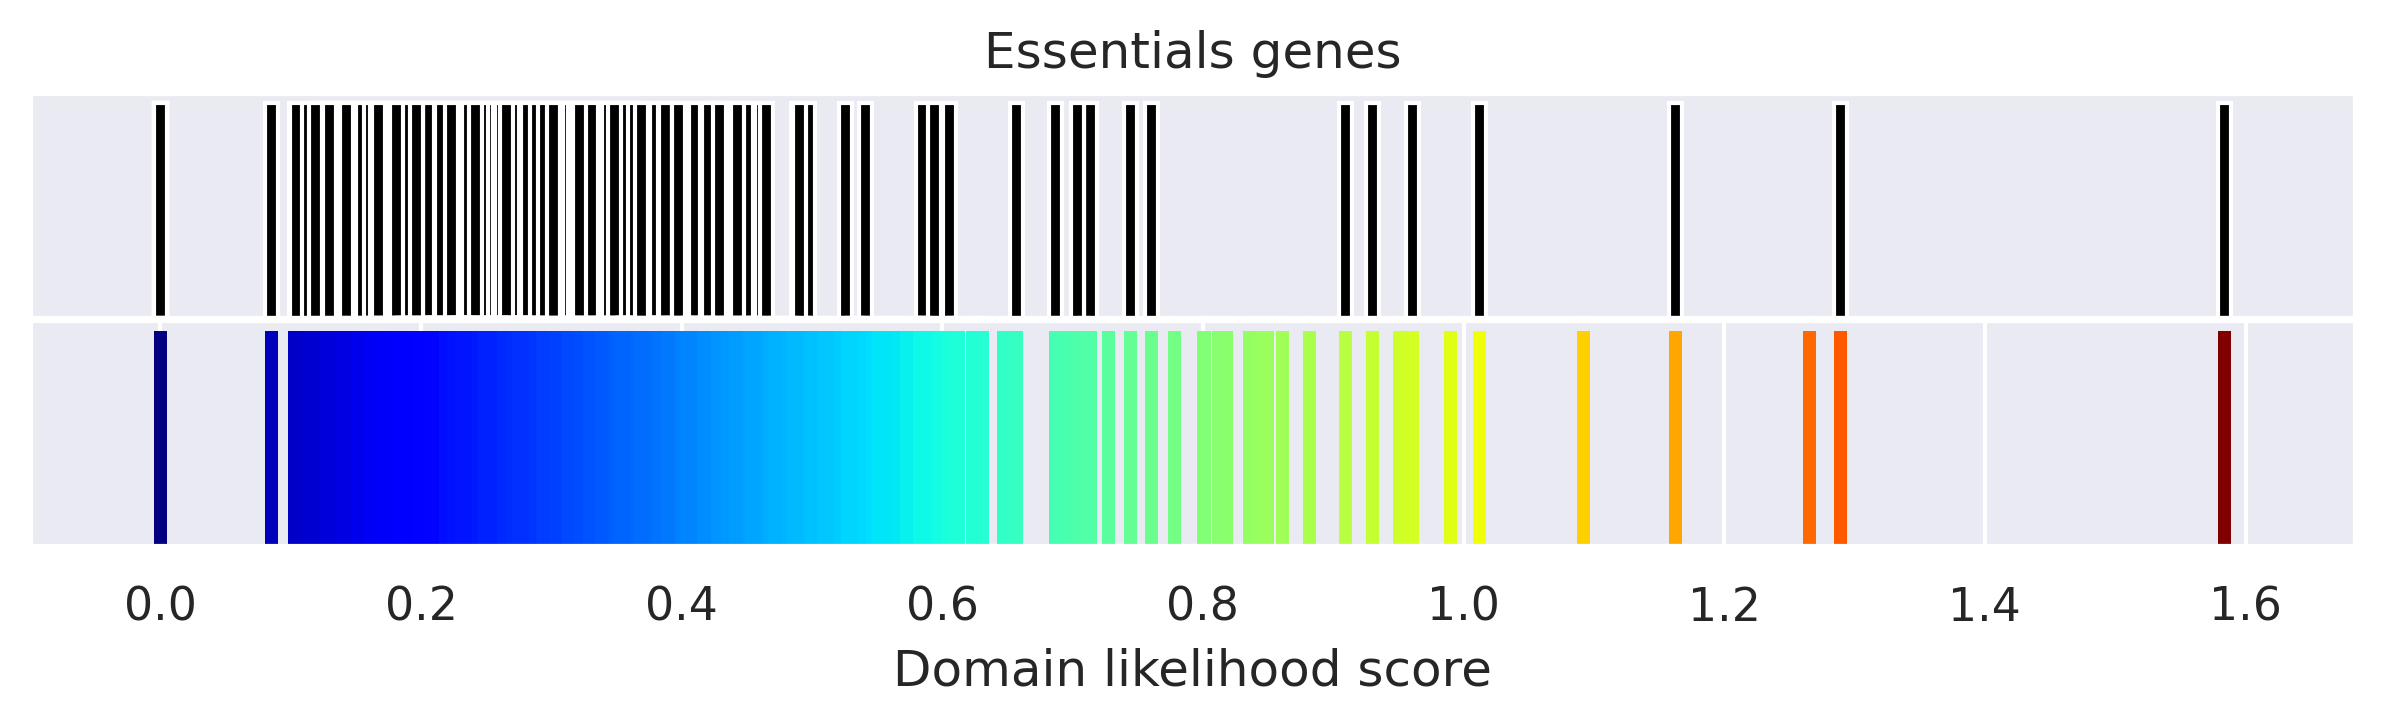 Essentials genes
0.0 0.2 0.4 0.6 0.8 1.0 1.2 1.4 1.6
Domain likelihood score